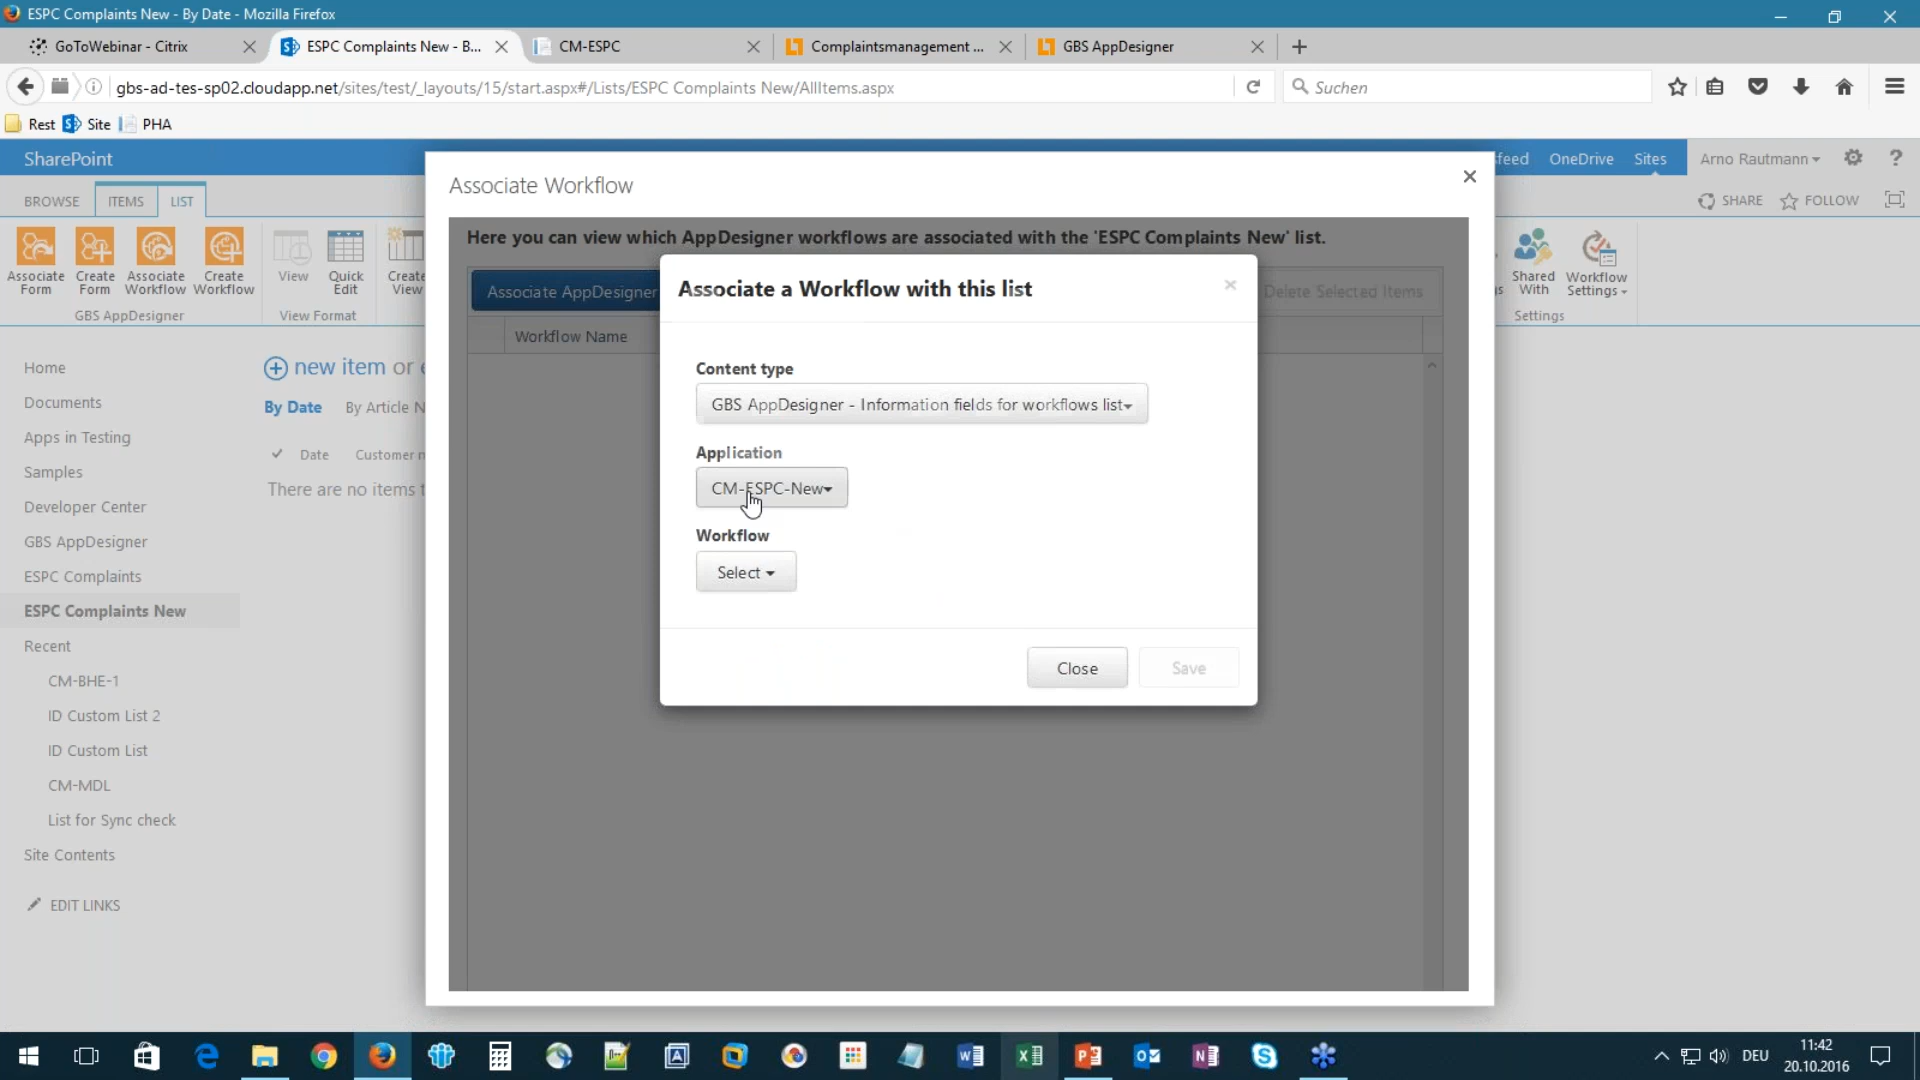 ESPC Complaints New - By Date - Mozilla Firefox
GoToWebinar - Citrix
ESPC Complaints New - B...
CM-ESPC
Complaintsmanagement ...
GBS AppDesigner
gbs-ad-tes-sp02.cloudapp.net/sites/test/_layouts/15/start.aspx#/Lists/ESPC Complaints New/AllItems.aspx
Suchen
Rest
Site
PHA
SharePoint
sfeed
OneDrive
Sites
Arno Rautmann
?
BROWSE
ITEMS
LIST
SHARE
FOLLOW
Associate Form
Create Form
Associate Workflow
Create Workflow
GBS AppDesigner
View
Quick Edit
View Format
Create View
Shared With
Workflow Settings
Settings
Home
Documents
Apps in Testing
Samples
Developer Center
GBS AppDesigner
ESPC Complaints
ESPC Complaints New
Recent
CM-BHE-1
ID Custom List 2
ID Custom List
CM-MDL
List for Sync check
Site Contents
EDIT LINKS
new item or e
By Date
By Article N
Date
Customer n
There are no items t
Associate Workflow
Here you can view which AppDesigner workflows are associated with the 'ESPC Complaints New' list.
Associate AppDesigner
Delete Selected Items
Workflow Name
Associate a Workflow with this list
Content type
GBS AppDesigner - Information fields for workflows list
Application
CM-ESPC-New
Workflow
Select
Close
Save
DEU
11:42
20.10.2016